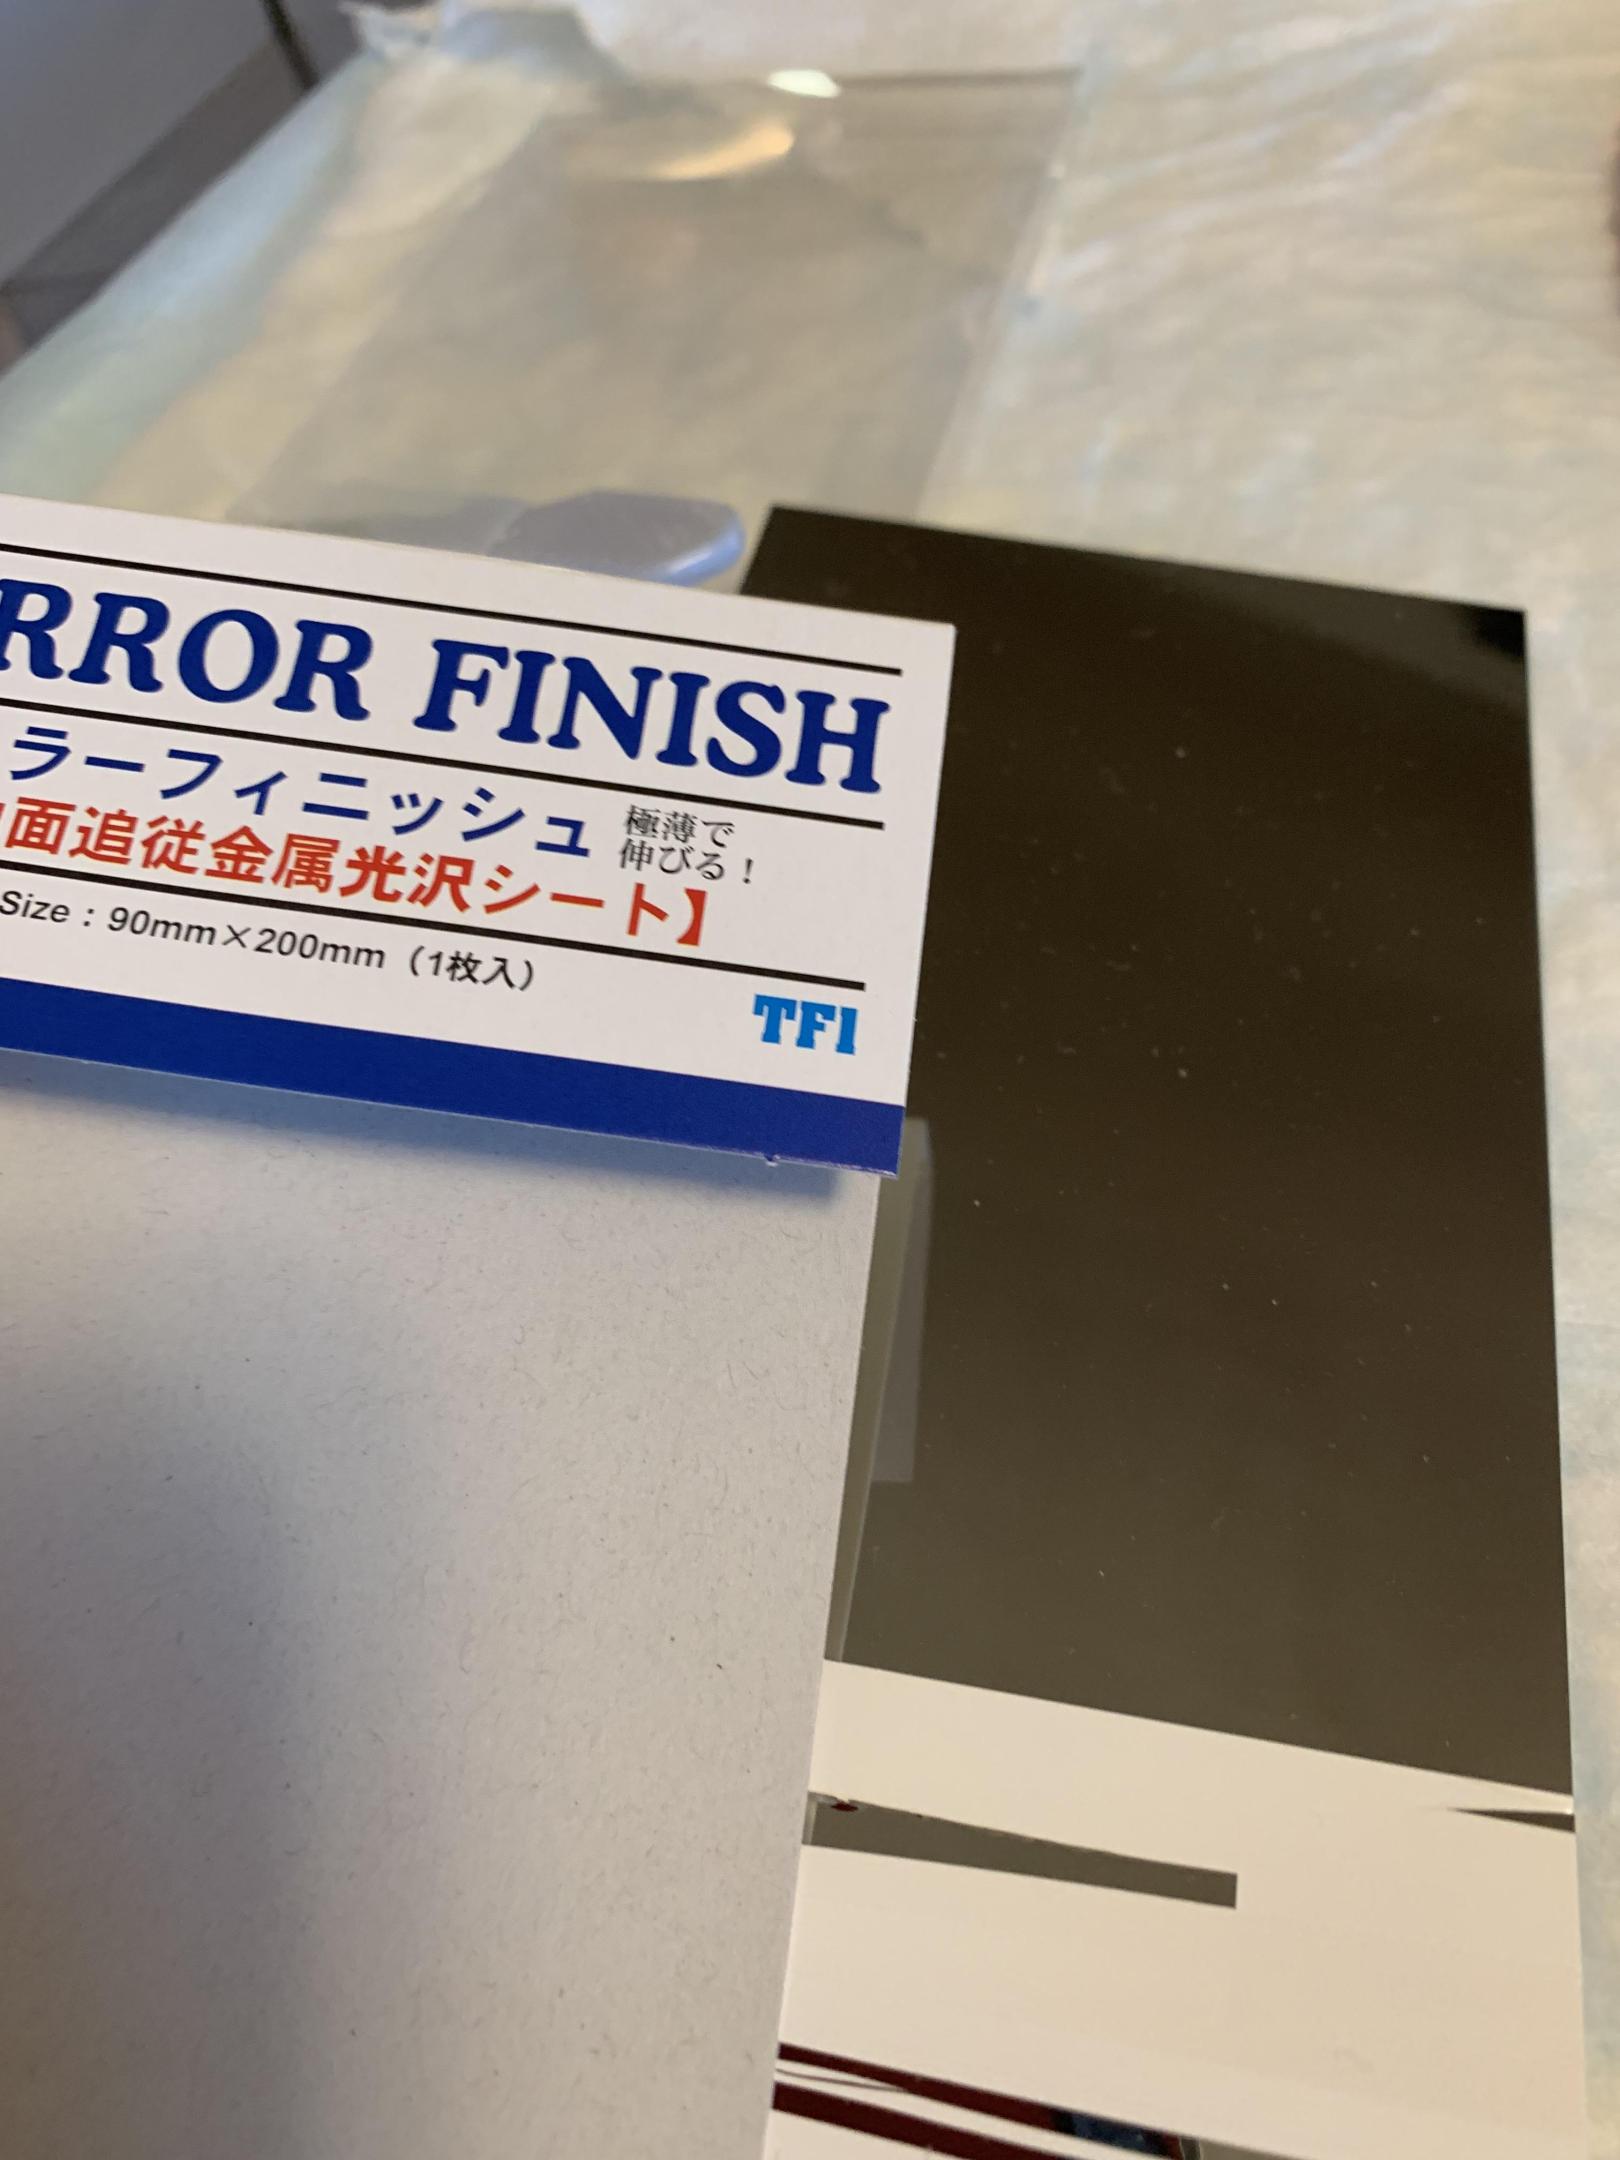 RROR FINISH
ラーフィニッシュ
極薄で
伸びる！
面追従金属光沢シート】
Size：90mm×200mm（1枚入）
TFI